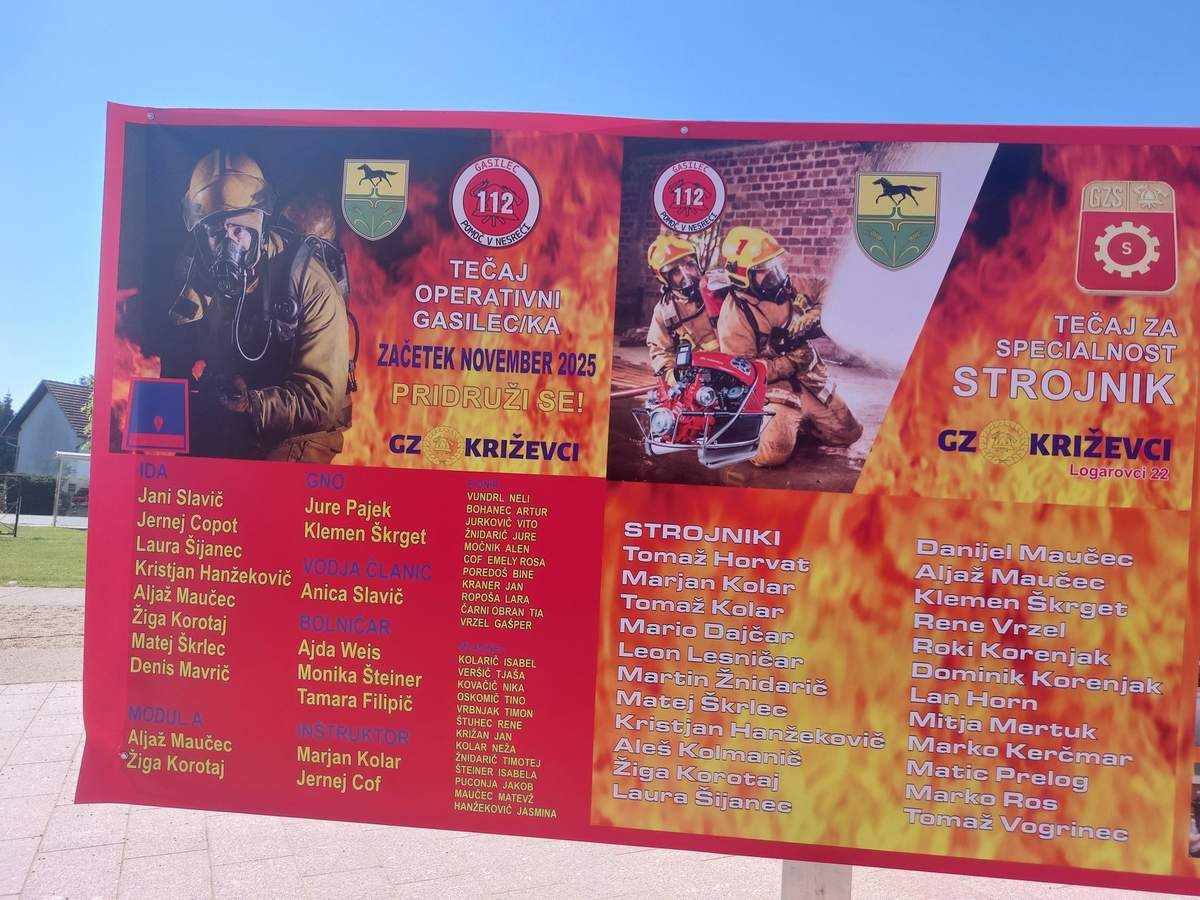 GASILEC
112
POMOČ V NESREČI
TEČAJ
OPERATIVNI
GASILEC/KA
ZAČETEK NOVEMBER 2025
PRIDRUŽI SE!
GZ KRIŽEVCI
IDA
Jani Slavič
Jernej Copot
Laura Šijanec
Kristjan Hanžekovič
Aljaž Maučec
Žiga Korotaj
Matej Škrlec
Denis Mavrič
MODUL A
Aljaž Maučec
Žiga Korotaj
GNO
Jure Pajek
Klemen Škrget
VODJA ČLANIC
Anica Slavič
BOLNIČAR
Ajda Weis
Monika Šteiner
Tamara Filipič
INŠTRUKTOR
Marjan Kolar
Jernej Cof
VUNDRL NELI
BOHANEC ARTUR
JURKOVIČ VITO
ŽNIDARIČ JURE
MOČNIK ALEN
COF EMELY ROSA
POREDOŠ BINE
KRANER JAN
ROPOŠA LARA
ČARNI OBRAN TIA
VRZEL GAŠPER
KOLARIČ ISABEL
VERŠIČ TJAŠA
KOVAČIČ NIKA
OSKOMIČ TINO
VRBNJAK TIMON
ŠTUHEC RENE
KRIŽAN JAN
KOLAR NEŽA
ŽNIDARIČ TIMOTEJ
ŠTEINER ISABELA
PUCONJA JAKOB
MAUČEC MATEVŽ
HANŽEKOVIČ JASMINA
GASILEC
112
POMOČ V NESREČI
1
GZS
S
TEČAJ ZA
SPECIALNOST
STROJNIK
GZ KRIŽEVCI
Logarovci 22
STROJNIKI
Tomaž Horvat
Marjan Kolar
Tomaž Kolar
Mario Dajčar
Leon Lesničar
Martin Žnidarič
Matej Škrlec
Kristjan Hanžekovič
Aleš Kolmanič
Žiga Korotaj
Laura Šijanec
Danijel Maučec
Aljaž Maučec
Klemen Škrget
Rene Vrzel
Roki Korenjak
Dominik Korenjak
Lan Horn
Mitja Mertuk
Marko Kerčmar
Matic Prelog
Marko Ros
Tomaž Vogrinec